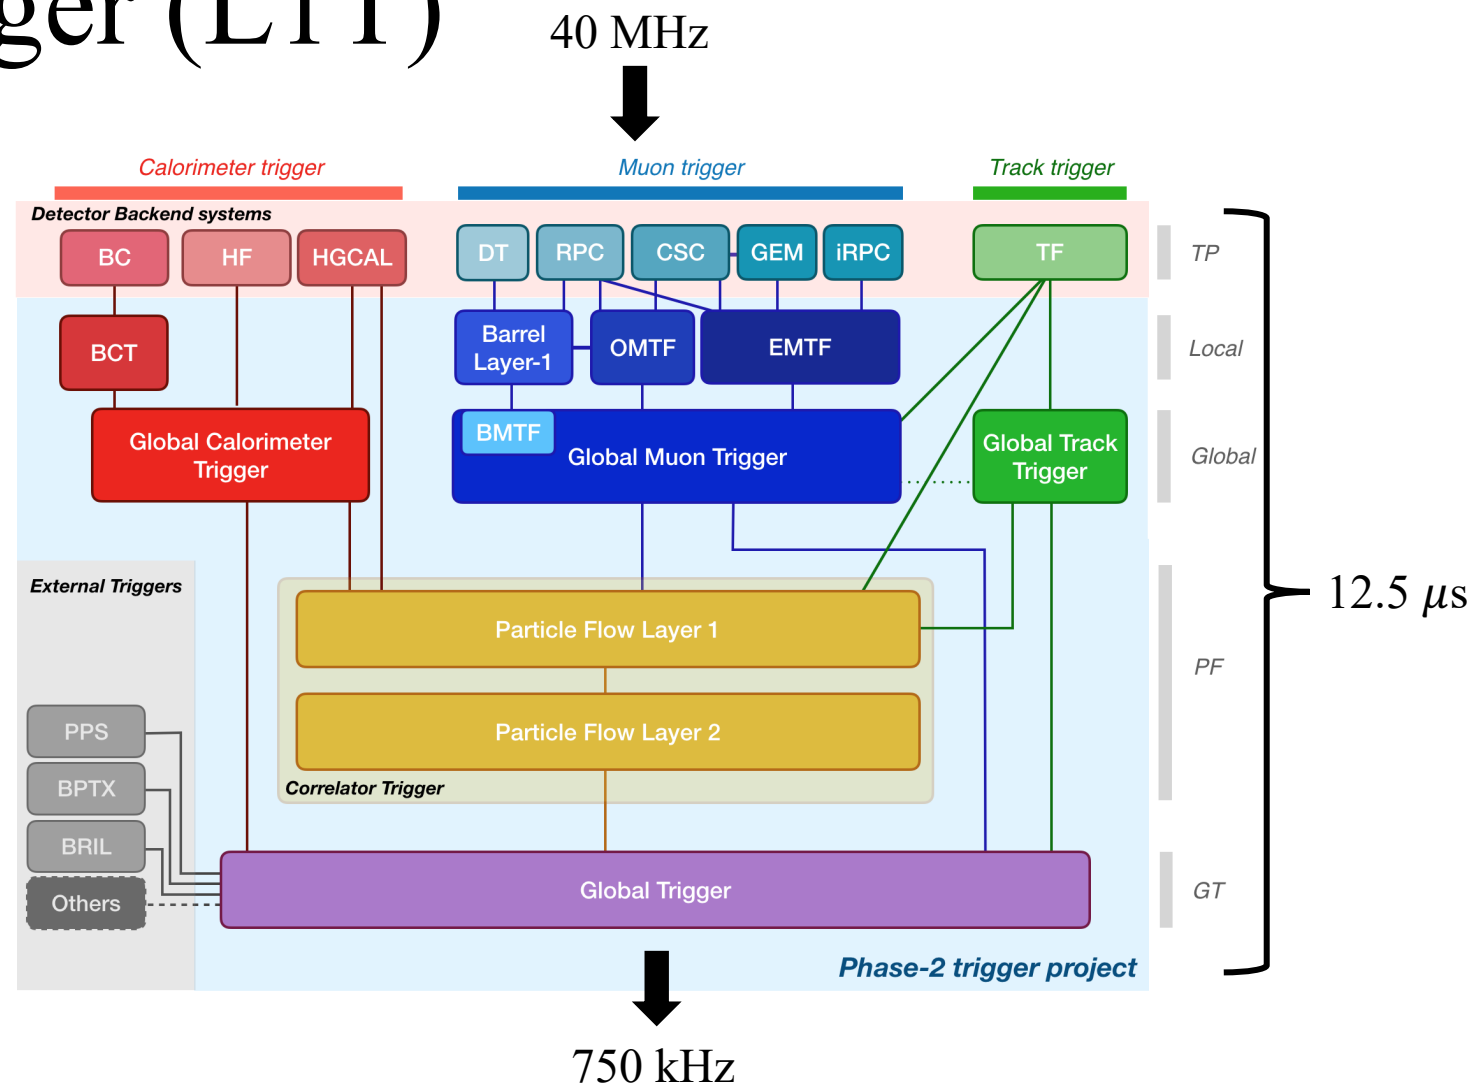 ger (L1T)
40 MHz
Calorimeter trigger
Muon trigger
Track trigger
Detector Backend systems
BC
HF
HGCAL
DT
RPC
CSC
GEM
iRPC
TF
TP
BCT
Barrel
Layer-1
OMTF
EMTF
Local
Global Calorimeter
Trigger
BMTF
Global Muon Trigger
Global Track
Trigger
Global
External Triggers
Particle Flow Layer 1
12.5 μs
PF
Particle Flow Layer 2
Correlator Trigger
PPS
BPTX
BRIL
Others
Global Trigger
GT
Phase-2 trigger project
750 kHz